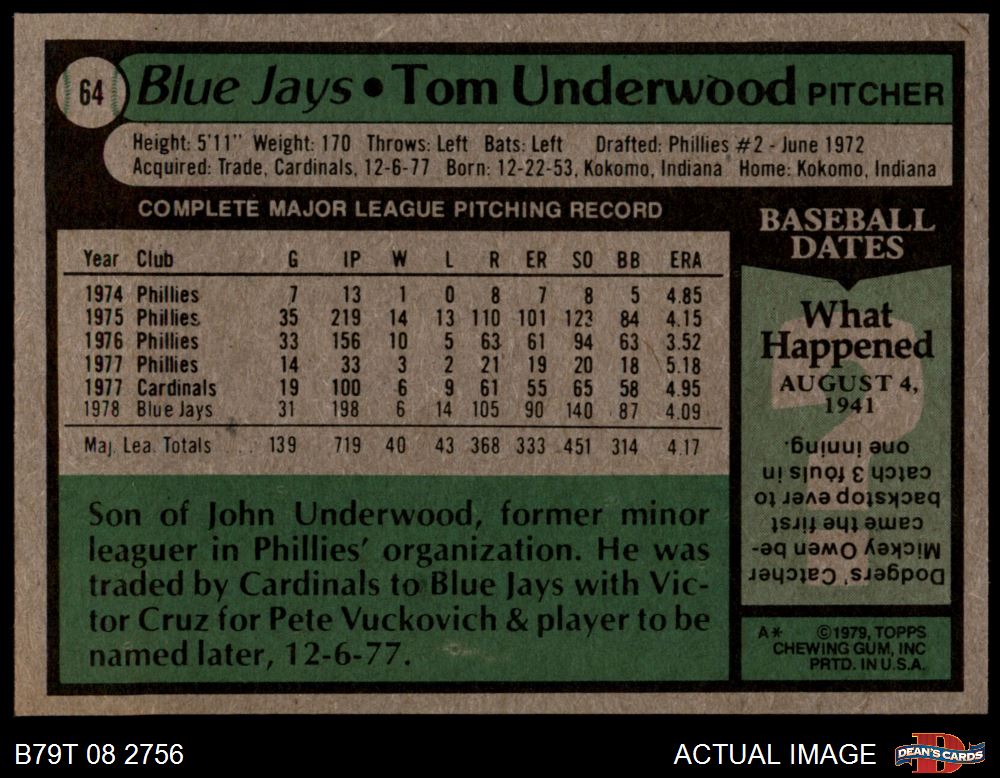 64
Blue Jays • Tom Underwood PITCHER
Height: 5'11" Weight: 170 Throws: Left Bats: Left Drafted: Phillies #2 - June 1972
Acquired: Trade, Cardinals, 12-6-77 Born: 12-22-53, Kokomo, Indiana Home: Kokomo, Indiana
COMPLETE MAJOR LEAGUE PITCHING RECORD
Year Club G IP W L R ER SO BB ERA
1974 Phillies 7 13 1 0 8 7 8 5 4.85
1975 Phillies 35 219 14 13 110 101 123 84 4.15
1976 Phillies 33 156 10 5 63 61 94 63 3.52
1977 Phillies 14 33 3 2 21 19 20 18 5.18
1977 Cardinals 19 100 6 9 61 55 65 58 4.95
1978 Blue Jays 31 198 6 14 105 90 140 87 4.09
Maj. Lea. Totals . . . 139 719 40 43 368 333 451 314 4.17
Son of John Underwood, former minor
leaguer in Phillies' organization. He was
traded by Cardinals to Blue Jays with Vic-
tor Cruz for Pete Vuckovich & player to be
named later, 12-6-77.
BASEBALL
DATES
What
Happened
AUGUST 4,
1941
Dodgers' Catcher
Mickey Owen be-
came the first
backstop ever to
catch 3 fouls in
one inning.
A* ©1979, TOPPS
CHEWING GUM, INC
PRTD. IN U.S.A.
B79T 08 2756
ACTUAL IMAGE
D
DEAN'S CARDS